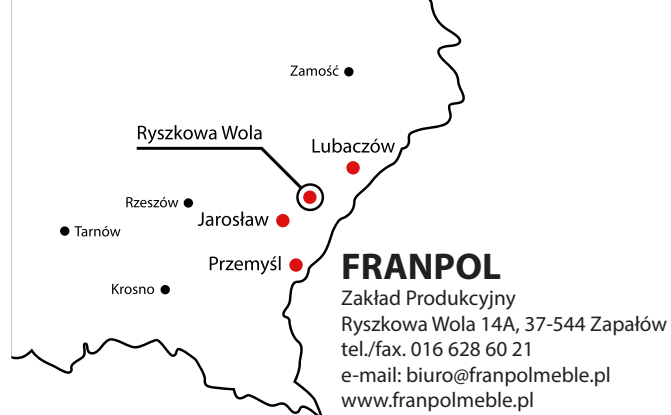 Zamość
Ryszkowa Wola
Lubaczów
Rzeszów
Jarosław
Tarnów
Przemyśl
Krosno
FRANPOL
Zakład Produkcyjny
Ryszkowa Wola 14A, 37-544 Zapałów
tel./fax. 016 628 60 21
e-mail: biuro@franpolmeble.pl
www.franpolmeble.pl